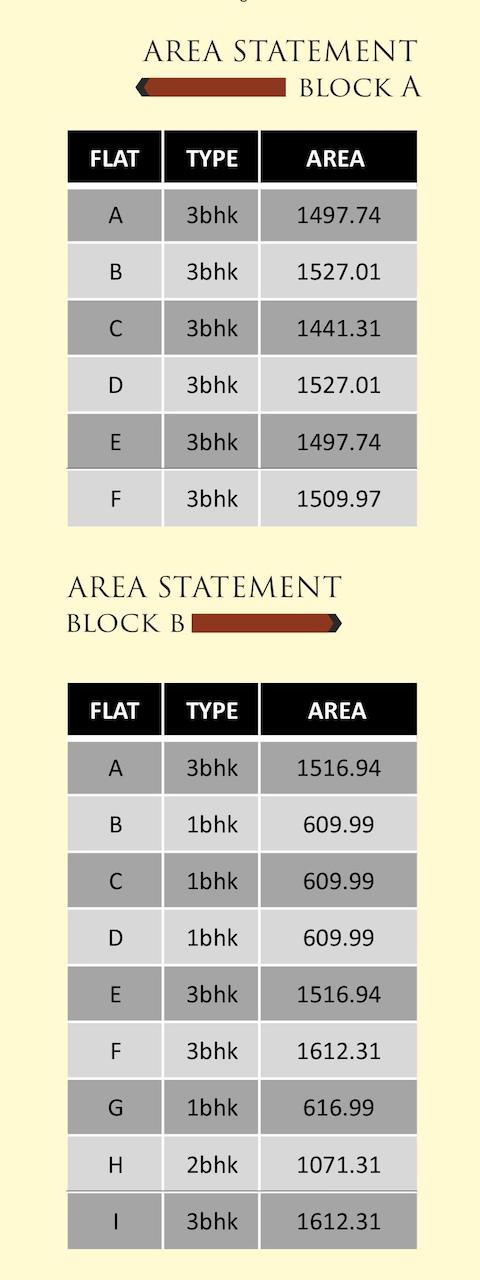 AREA STATEMENT
BLOCK A
FLAT TYPE AREA
A 3bhk 1497.74
B 3bhk 1527.01
C 3bhk 1441.31
D 3bhk 1527.01
E 3bhk 1497.74
F 3bhk 1509.97
AREA STATEMENT
BLOCK B
FLAT TYPE AREA
A 3bhk 1516.94
B 1bhk 609.99
C 1bhk 609.99
D 1bhk 609.99
E 3bhk 1516.94
F 3bhk 1612.31
G 1bhk 616.99
H 2bhk 1071.31
I 3bhk 1612.31